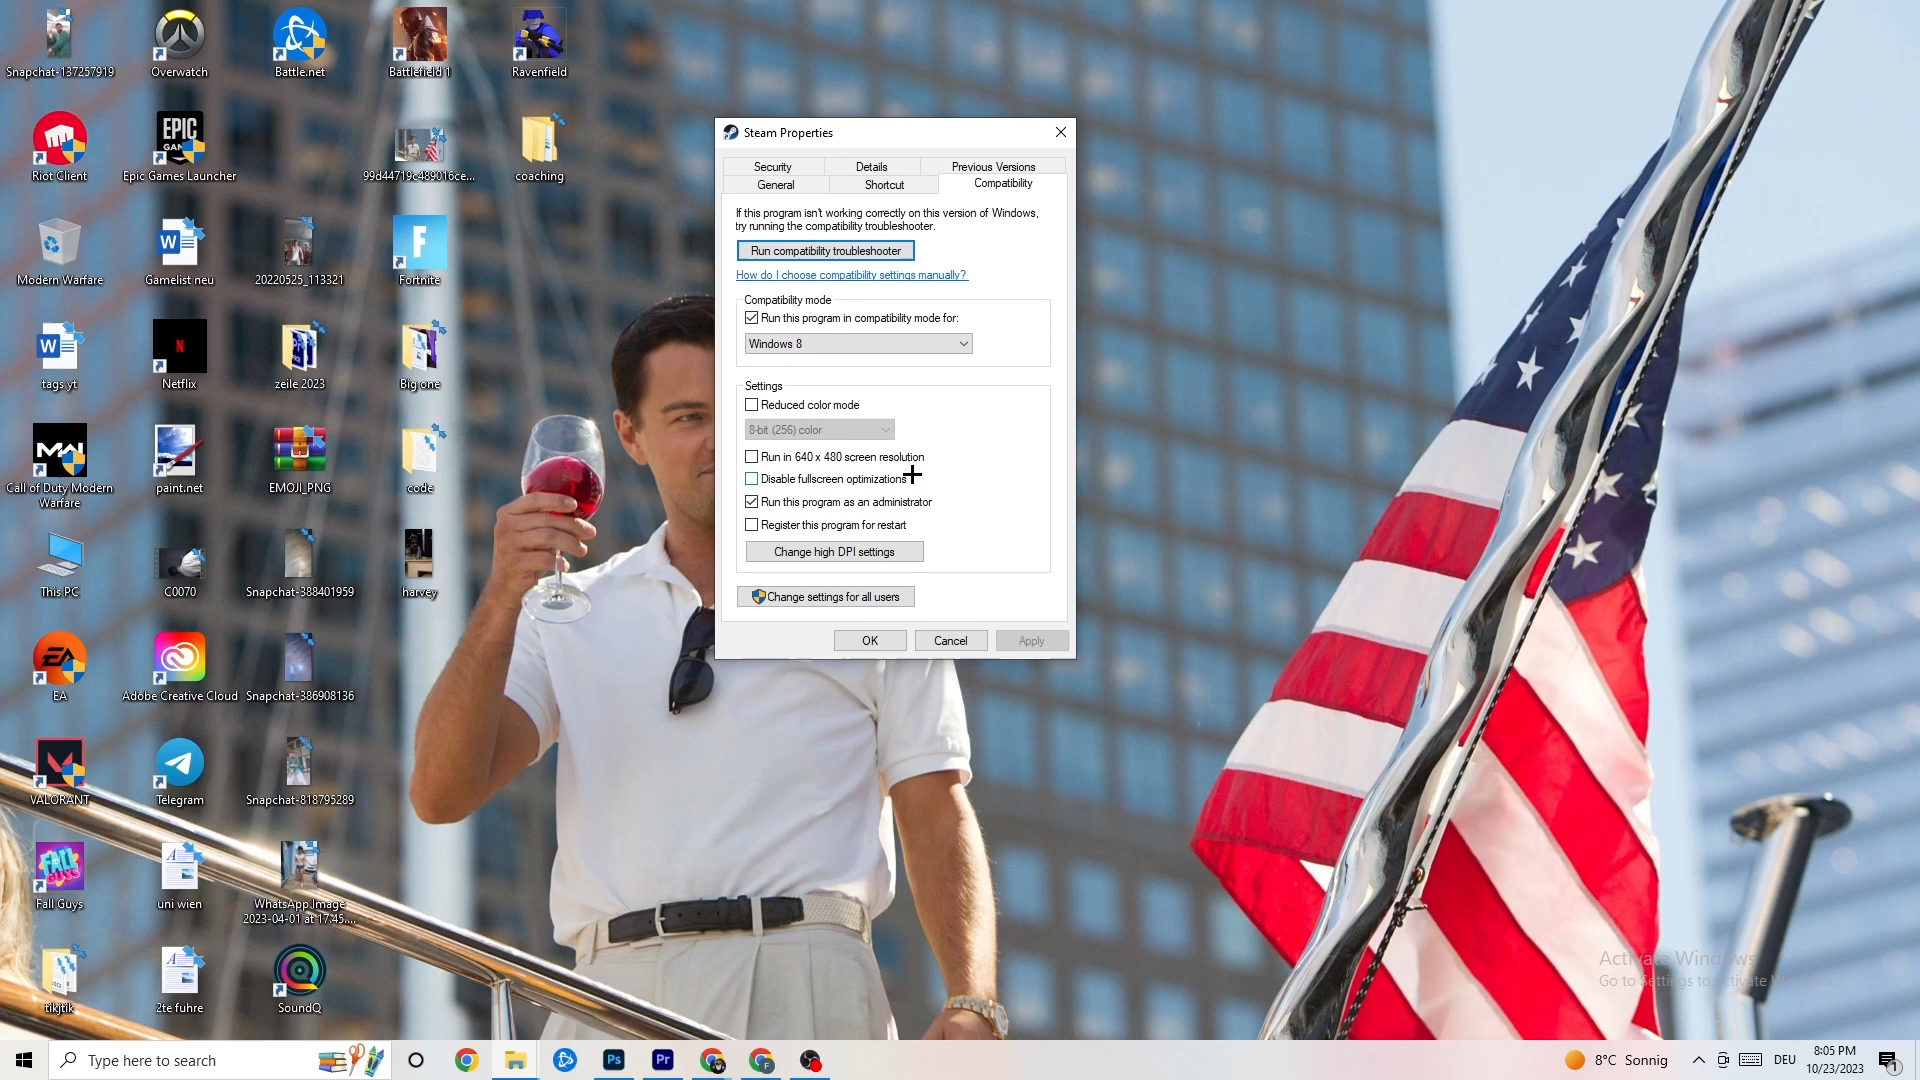 Snapchat-137257919
Overwatch
Battle.net
Battlefield 1
Ravenfield
EPIC
Riot Client
Epic Games Launcher
99d44719c489016ce...
coaching
Modern Warfare
Gamelist neu
20220525_113321
Fortnite
tags yt
Netflix
zeile 2023
Big one
Call of Duty Modern
Warfare
paint.net
EMOJI_PNG
code
This PC
C0070
Snapchat-388401959
harvey
EA
Adobe Creative Cloud
Snapchat-386908136
VALORANT
Telegram
Snapchat-818795289
Fall Guys
uni wien
WhatsApp Image
2023-04-01 at 17.45....
tikjtik
2te fuhre
SoundQ
Steam Properties
Security
Details
Previous Versions
General
Shortcut
Compatibility
If this program isn't working correctly on this version of Windows,
try running the compatibility troubleshooter.
Run compatibility troubleshooter
How do I choose compatibility settings manually?
Compatibility mode
Run this program in compatibility mode for:
Windows 8
Settings
Reduced color mode
8-bit (256) color
Run in 640 x 480 screen resolution
Disable fullscreen optimizations
Run this program as an administrator
Register this program for restart
Change high DPI settings
Change settings for all users
OK
Cancel
Apply
Activate Windows
Go to Settings to activate
Type here to search
Ps
Pr
8°C Sonnig
DEU
8:05 PM
10/23/2023
1